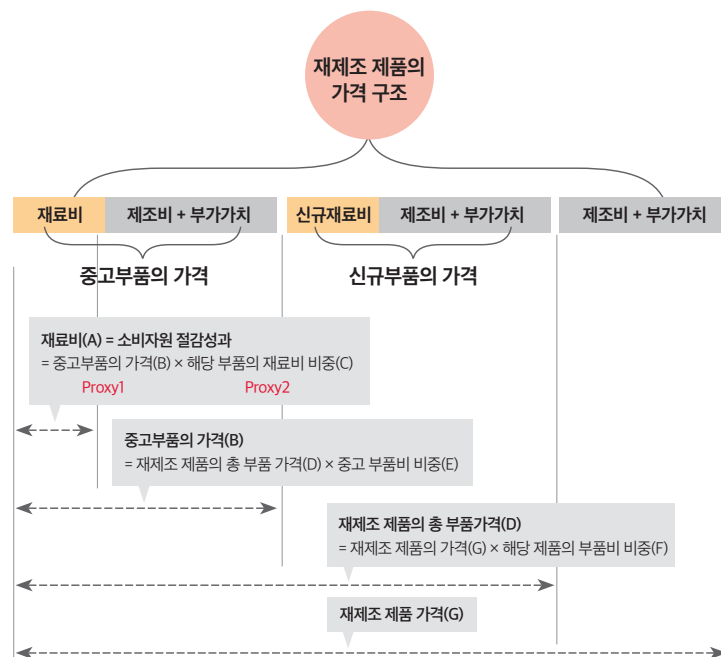 재제조 제품의
가격 구조
재료비
제조비 + 부가가치
신규재료비
제조비 + 부가가치
제조비 + 부가가치
중고부품의 가격
신규부품의 가격
재료비(A) = 소비자원 절감성과
= 중고부품의 가격(B) × 해당 부품의 재료비 비중(C)
Proxy1
Proxy2
중고부품의 가격(B)
= 재제조 제품의 총 부품 가격(D) × 중고 부품비 비중(E)
재제조 제품의 총 부품가격(D)
= 재제조 제품의 가격(G) × 해당 제품의 부품비 비중(F)
재제조 제품 가격(G)